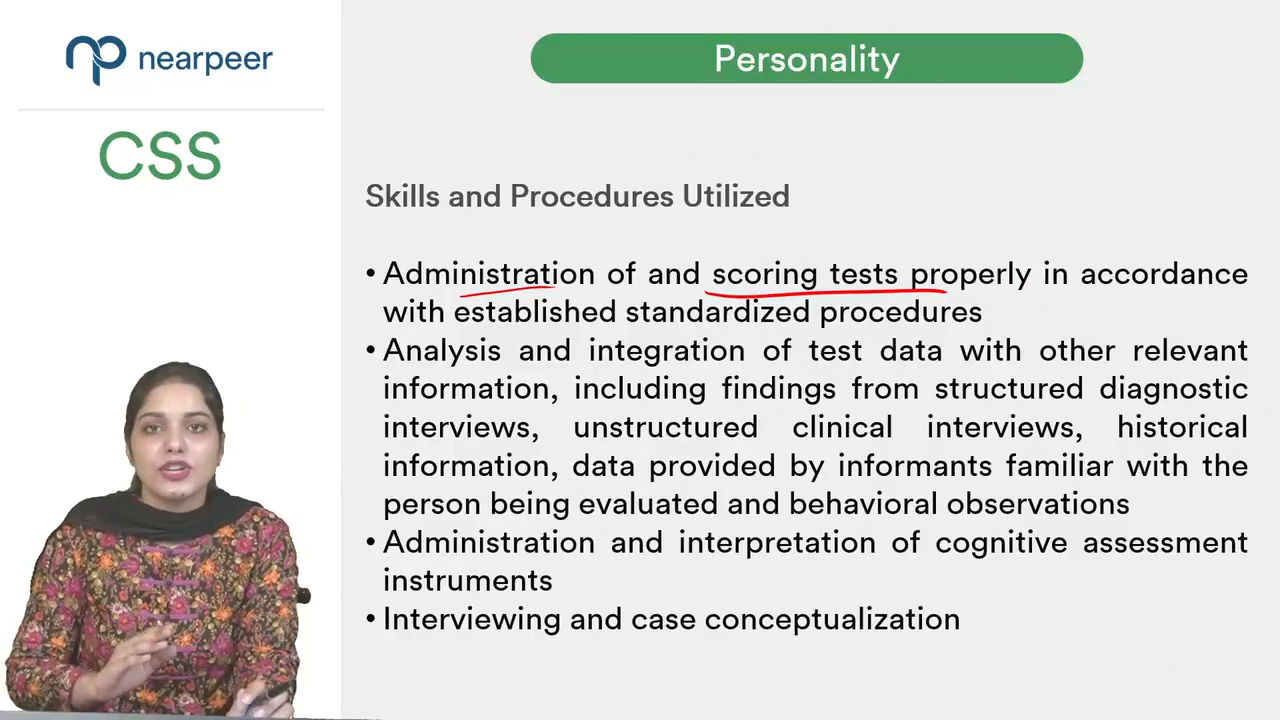 nearpeer
CSS
Personality
Skills and Procedures Utilized
• Administration of and scoring tests properly in accordance
with established standardized procedures
• Analysis and integration of test data with other relevant
information, including findings from structured diagnostic
interviews, unstructured clinical interviews, historical
information, data provided by informants familiar with the
person being evaluated and behavioral observations
• Administration and interpretation of cognitive assessment
instruments
• Interviewing and case conceptualization